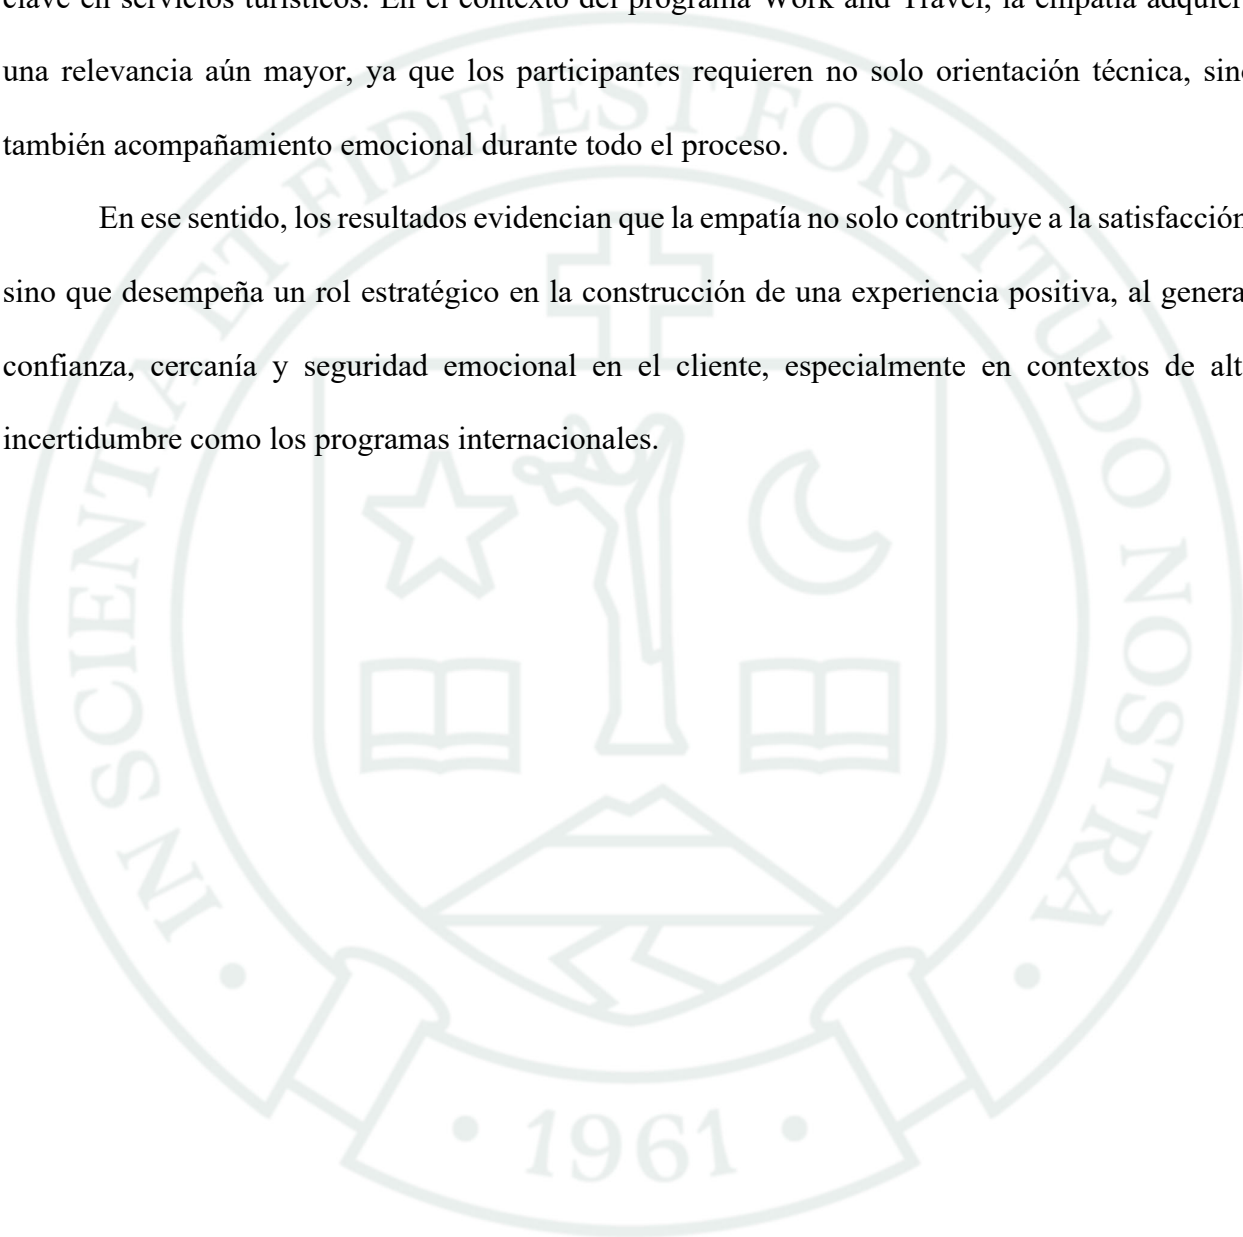 clave en servicios turísticos. En el contexto del programa Work and Travel, la empatía adquier
una relevancia aún mayor, ya que los participantes requieren no solo orientación técnica, sin
también acompañamiento emocional durante todo el proceso.
En ese sentido, los resultados evidencian que la empatía no solo contribuye a la satisfacción
sino que desempeña un rol estratégico en la construcción de una experiencia positiva, al genera
confianza, cercanía y seguridad emocional en el cliente, especialmente en contextos de alt
incertidumbre como los programas internacionales.
IN SCIENTIA ET FIDE EST FORTITUDO NOSTRA
• 1961 •